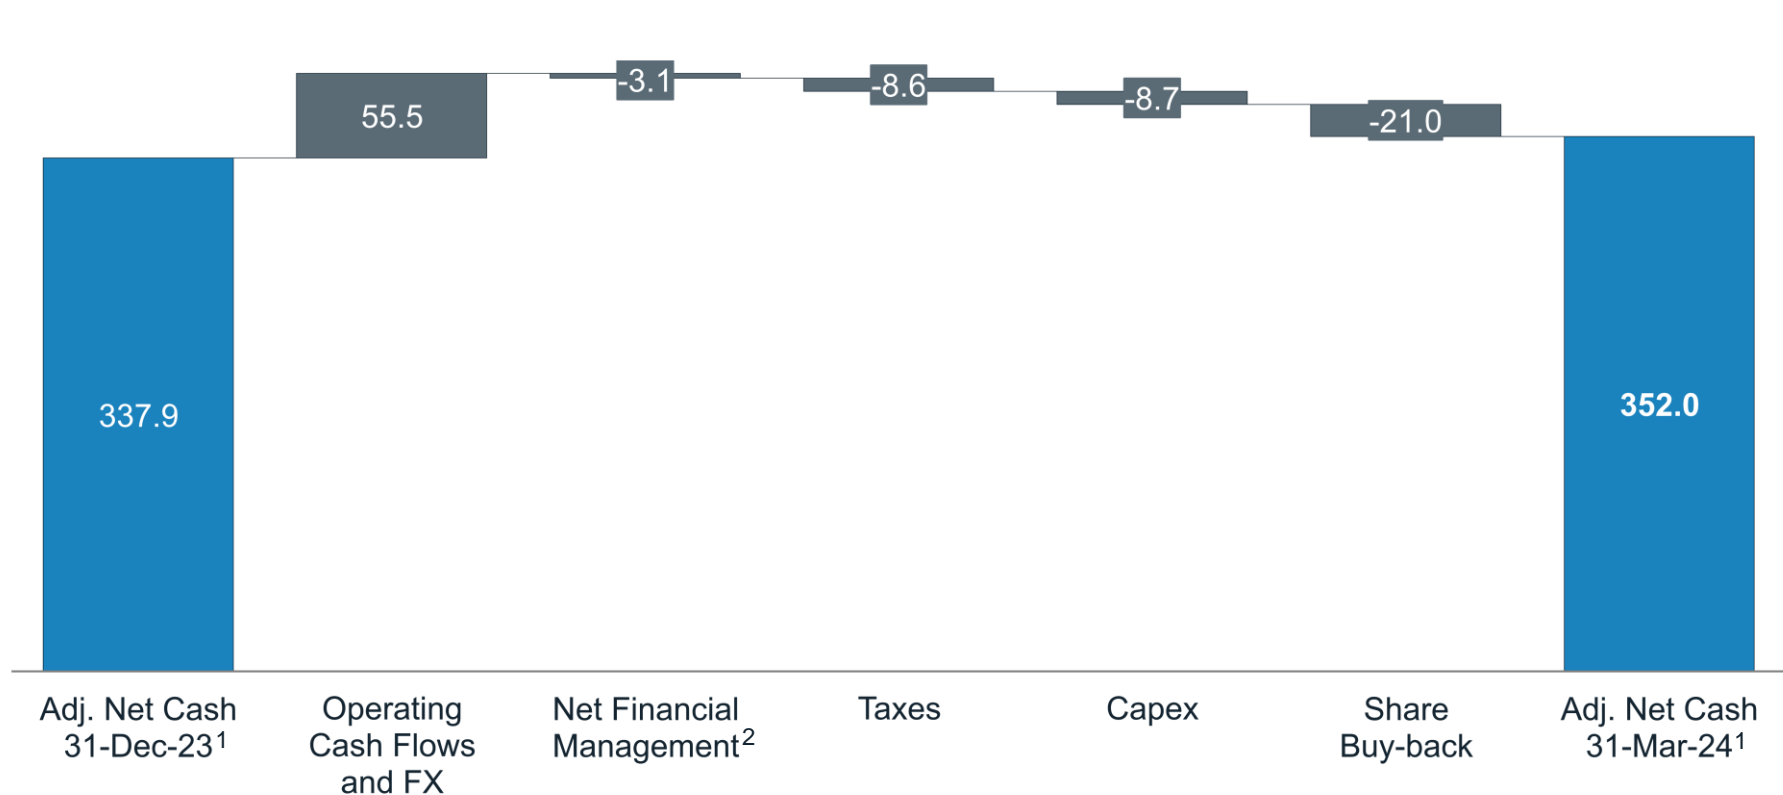 55.5
-3.1
-8.6
-8.7
-21.0
337.9
352.0
Adj. Net Cash
31-Dec-23¹
Operating
Cash Flows
and FX
Net Financial
Management²
Taxes
Capex
Share
Buy-back
Adj. Net Cash
31-Mar-24¹